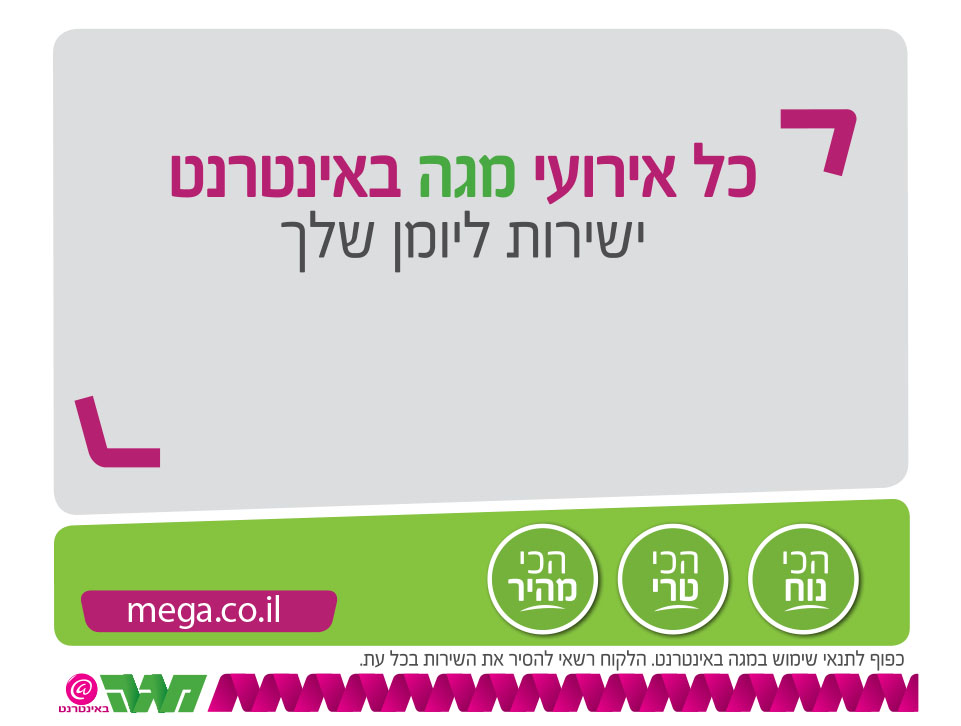 כל אירועי מגה באינטרנט
ישירות ליומן שלך
הכי נוח
הכי טרי
הכי מהיר
mega.co.il
כפוף לתנאי שימוש במגה באינטרנט. הלקוח רשאי להסיר את השירות בכל עת.
מגה
@
באינטרנט